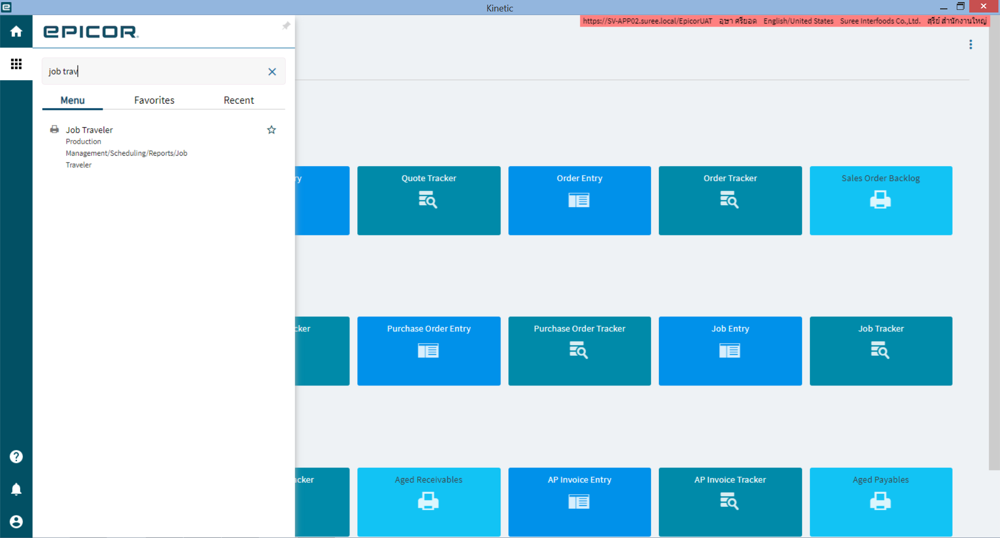 Kinetic
https://SV-APP02.suree.local/EpicorUAT อุษา ศรียอด English/United States Suree Interfoods Co.,Ltd. สุรีย์ สำนักงานใหญ่
EPICOR
job trav
Menu Favorites Recent
Job Traveler
Production
Management/Scheduling/Reports/Job
Traveler
ry Quote Tracker Order Entry Order Tracker Sales Order Backlog
cker Purchase Order Entry Purchase Order Tracker Job Entry Job Tracker
acker Aged Receivables AP Invoice Entry AP Invoice Tracker Aged Payables